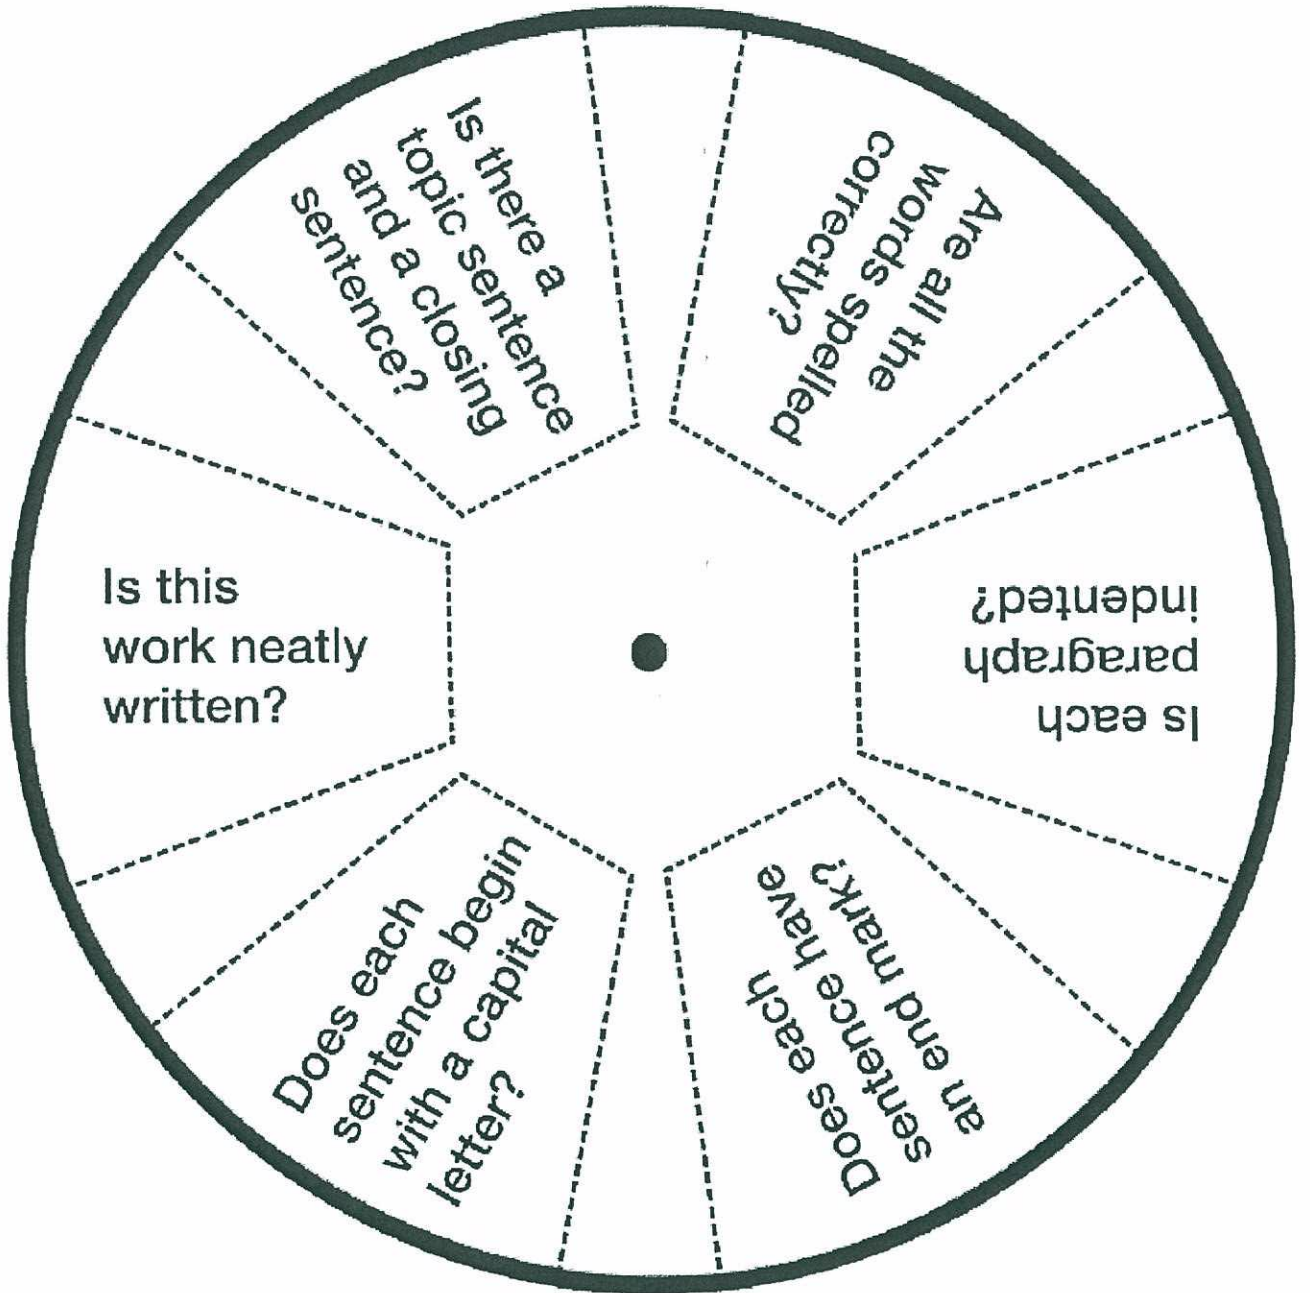 Is there a
topic sentence
and a closing
sentence?
Are all the
words spelled
correctly?
Is each
paragraph
indented?
Does each
sentence have
an end mark?
Does each
sentence begin
with a capital
letter?
Is this
work neatly
written?